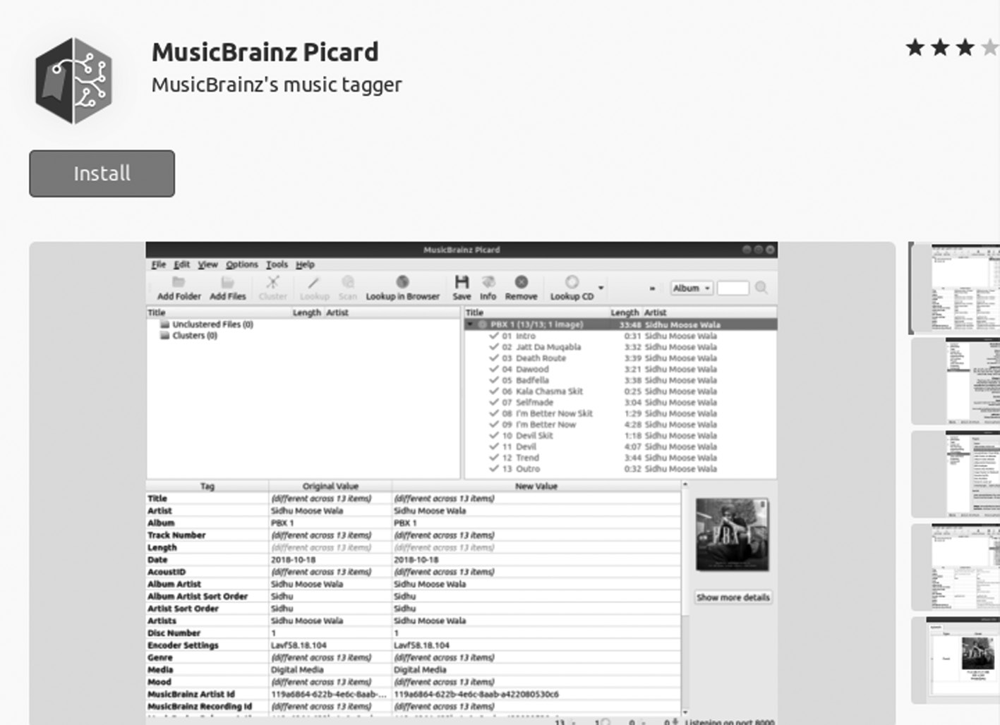 MusicBrainz Picard
MusicBrainz's music tagger
Install
MusicBrainz Picard
File Edit View Options Tools Help
Add Folder Add Files Cluster Lookup Scan Lookup in Browser Save Info Remove Lookup CD » Album
Title Length Artist
Unclustered Files (0)
Clusters (0)
Title Length Artist
PBX 1 (13/13; 1 image) 33:48 Sidhu Moose Wala
01 Intro 0:31 Sidhu Moose Wala
02 Jatt Da Muqabla 3:32 Sidhu Moose Wala
03 Death Route 3:39 Sidhu Moose Wala
04 Dawood 3:21 Sidhu Moose Wala
05 Badfella 3:38 Sidhu Moose Wala
06 Kala Chasma Skit 0:25 Sidhu Moose Wala
07 Selfmade 3:04 Sidhu Moose Wala
08 I'm Better Now Skit 1:29 Sidhu Moose Wala
09 I'm Better Now 4:28 Sidhu Moose Wala
10 Devil Skit 1:18 Sidhu Moose Wala
11 Devil 4:07 Sidhu Moose Wala
12 Trend 3:44 Sidhu Moose Wala
13 Outro 0:32 Sidhu Moose Wala
Tag Original Value New Value
Title (different across 13 items) (different across 13 items)
Artist Sidhu Moose Wala Sidhu Moose Wala
Album PBX 1 PBX 1
Track Number (different across 13 items) (different across 13 items)
Length (different across 13 items) (different across 13 items)
Date 2018-10-18 2018-10-18
AcoustID (different across 13 items) (different across 13 items)
Album Artist Sidhu Moose Wala Sidhu Moose Wala
Album Artist Sort Order Sidhu Sidhu
Artist Sort Order Sidhu Sidhu
Artists Sidhu Moose Wala Sidhu Moose Wala
Disc Number 1 1
Encoder Settings Lavf58.18.104 Lavf58.18.104
Genre (different across 13 items) (different across 13 items)
Media Digital Media Digital Media
Mood (different across 13 items) (different across 13 items)
MusicBrainz Artist Id 119a6864-622b-4e6c-8aab-... 119a6864-622b-4e6c-8aab-a422080530c6
MusicBrainz Recording Id (different across 13 items) (different across 13 items)
PBX 1
Show more details
13 1 0 0 Listening on port 8000